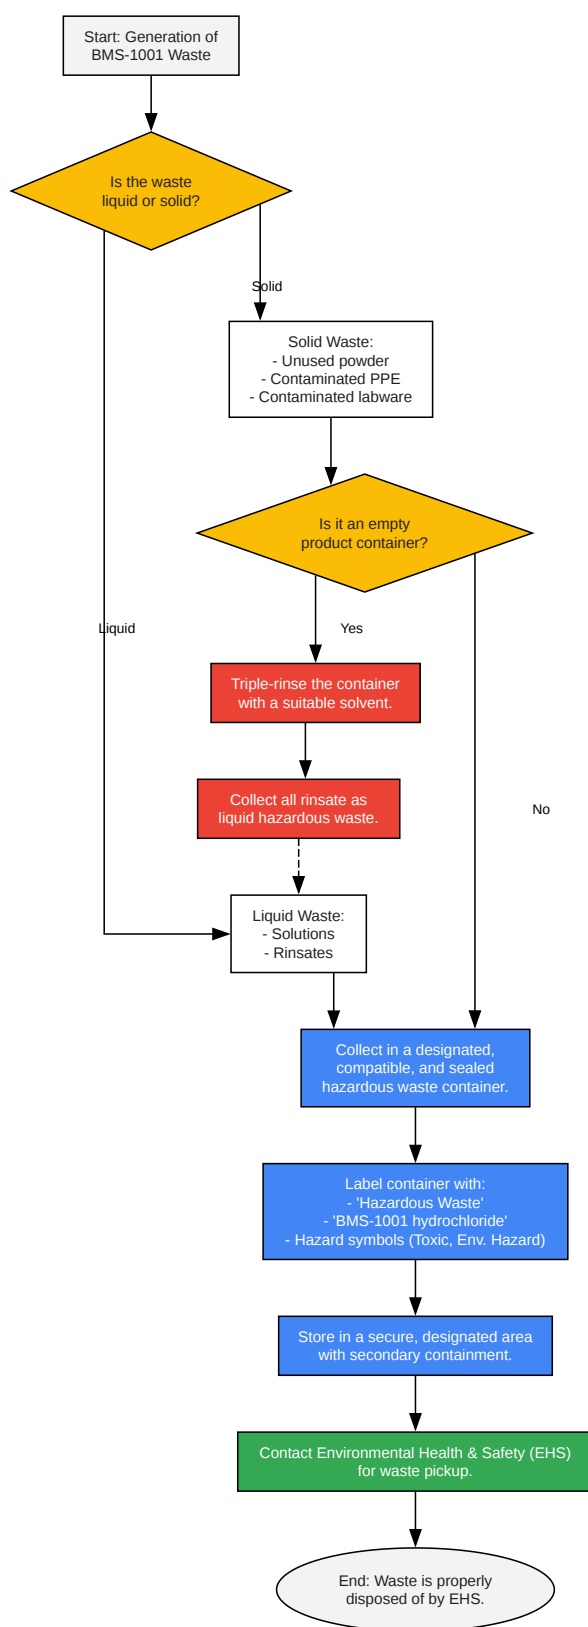 Start: Generation of
BMS-1001 Waste
Is the waste
liquid or solid?
Solid
Solid Waste:
- Unused powder
- Contaminated PPE
- Contaminated labware
Is it an empty
product container?
Liquid
Yes
Triple-rinse the container
with a suitable solvent.
Collect all rinsate as
liquid hazardous waste.
No
Liquid Waste:
- Solutions
- Rinsates
Collect in a designated,
compatible, and sealed
hazardous waste container.
Label container with:
- 'Hazardous Waste'
- 'BMS-1001 hydrochloride'
- Hazard symbols (Toxic, Env. Hazard)
Store in a secure, designated area
with secondary containment.
Contact Environmental Health & Safety (EHS)
for waste pickup.
End: Waste is properly
disposed of by EHS.